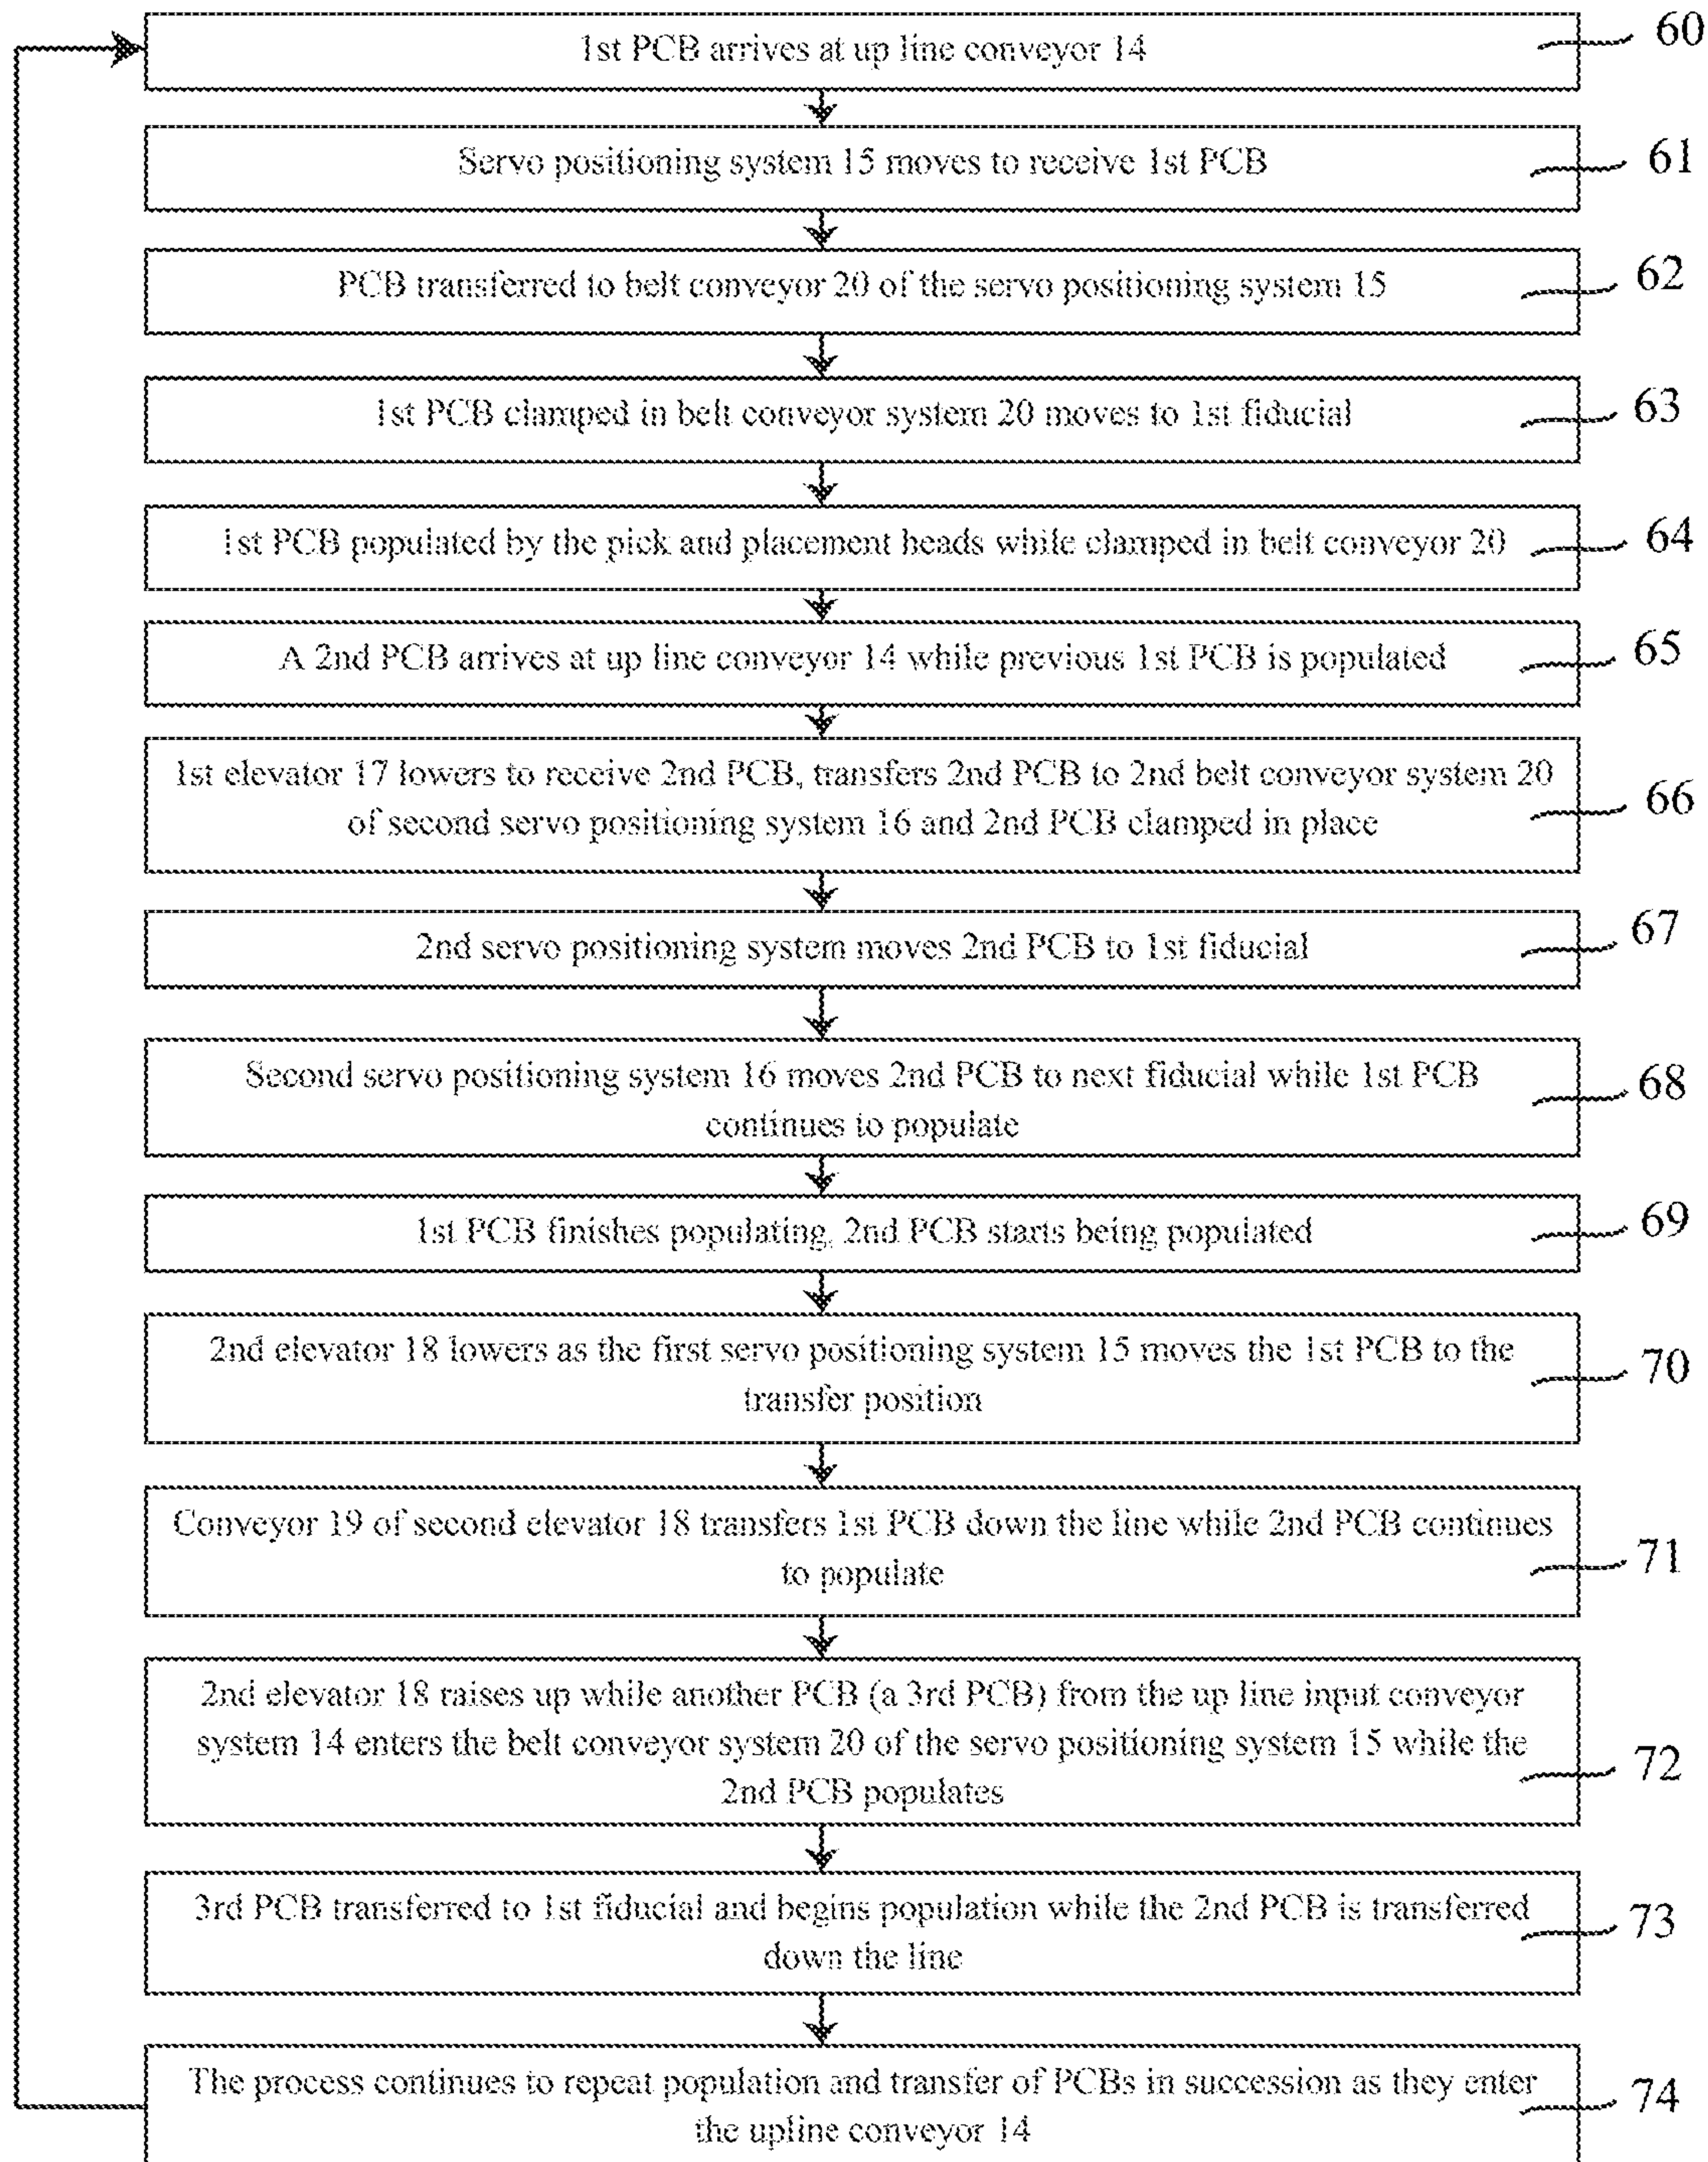 1st PCB arrives at up line conveyor 14
60
Servo positioning system 15 moves to receive 1st PCB
61
PCB transferred to belt conveyor 20 of the servo positioning system 15
62
1st PCB clamped in belt conveyor system 20 moves to 1st fiducial
63
1st PCB populated by the pick and placement heads while clamped in belt conveyor 20
64
A 2nd PCB arrives at up line conveyor 14 while previous 1st PCB is populated
65
1st elevator 17 lowers to receive 2nd PCB, transfers 2nd PCB to 2nd belt conveyor system 20
of second servo positioning system 16 and 2nd PCB clamped in place
66
2nd servo positioning system moves 2nd PCB to 1st fiducial
67
Second servo positioning system 16 moves 2nd PCB to next fiducial while 1st PCB
continues to populate
68
1st PCB finishes populating, 2nd PCB starts being populated
69
2nd elevator 18 lowers as the first servo positioning system 15 moves the 1st PCB to the
transfer position
70
Conveyor 19 of second elevator 18 transfers 1st PCB down the line while 2nd PCB continues
to populate
71
2nd elevator 18 raises up while another PCB (a 3rd PCB) from the up line input conveyor
system 14 enters the belt conveyor system 20 of the servo positioning system 15 while the
2nd PCB populates
72
3rd PCB transferred to 1st fiducial and begins population while the 2nd PCB is transferred
down the line
73
The process continues to repeat population and transfer of PCBs in succession as they enter
the upline conveyor 14
74